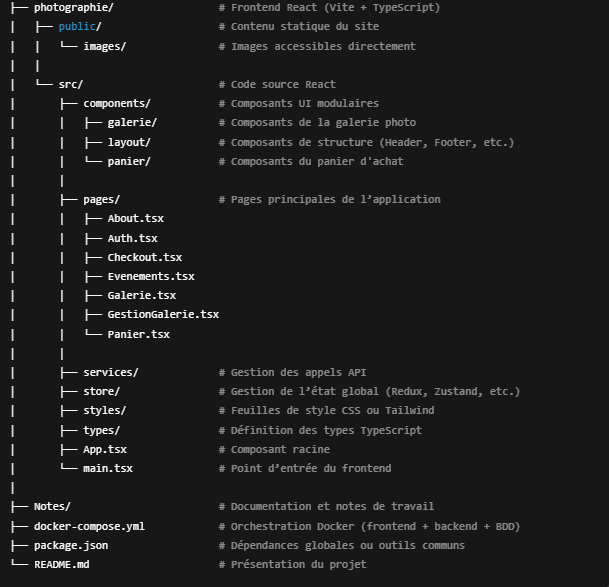 ├── photographie/                 # Frontend React (Vite + TypeScript)
│   ├── public/                   # Contenu statique du site
│   │   └── images/               # Images accessibles directement
│   │
│   └── src/                      # Code source React
│       ├── components/           # Composants UI modulaires
│       │   ├── galerie/          # Composants de la galerie photo
│       │   ├── layout/           # Composants de structure (Header, Footer, etc.)
│       │   └── panier/           # Composants du panier d'achat
│       │
│       ├── pages/                # Pages principales de l’application
│       │   ├── About.tsx
│       │   ├── Auth.tsx
│       │   ├── Checkout.tsx
│       │   ├── Evenements.tsx
│       │   ├── Galerie.tsx
│       │   ├── GestionGalerie.tsx
│       │   └── Panier.tsx
│       │
│       ├── services/             # Gestion des appels API
│       ├── store/                # Gestion de l’état global (Redux, Zustand, etc.)
│       ├── styles/               # Feuilles de style CSS ou Tailwind
│       ├── types/                # Définition des types TypeScript
│       ├── App.tsx               # Composant racine
│       └── main.tsx              # Point d’entrée du frontend
│
├── Notes/                        # Documentation et notes de travail
├── docker-compose.yml            # Orchestration Docker (frontend + backend + BDD)
├── package.json                  # Dépendances globales ou outils communs
└── README.md                     # Présentation du projet